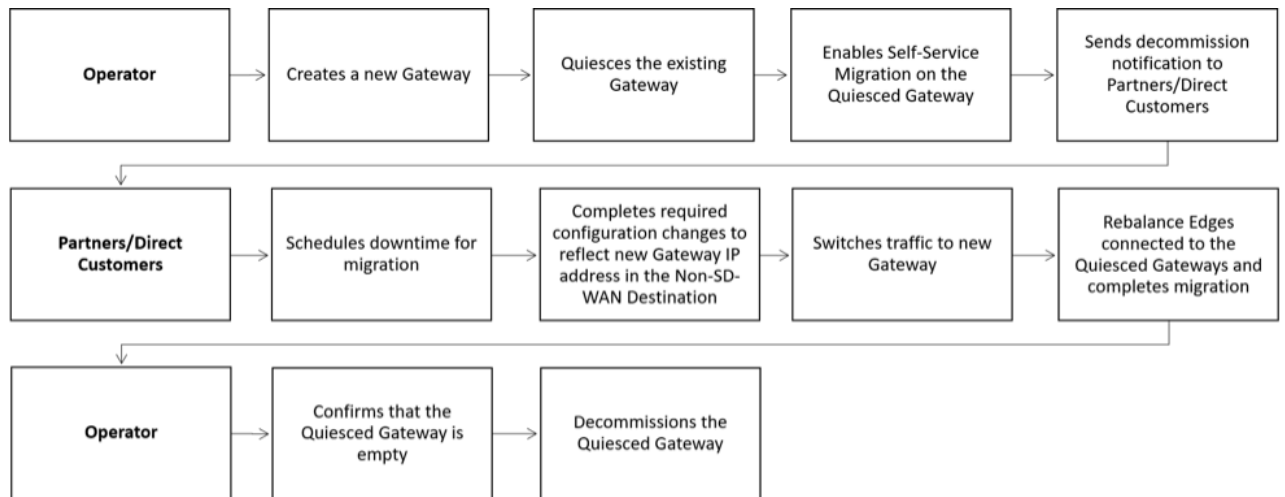 Operator
Creates a new Gateway
Quiesces the existing
Gateway
Enables Self-Service
Migration on the
Quiesced Gateway
Sends decommission
notification to
Partners/Direct
Customers
Partners/Direct
Customers
Schedules downtime for
migration
Completes required
configuration changes to
reflect new Gateway IP
address in the Non-SD-
WAN Destination
Switches traffic to new
Gateway
Rebalance Edges
connected to the
Quiesced Gateways and
completes migration
Operator
Confirms that the
Quiesced Gateway is
empty
Decommissions the
Quiesced Gateway